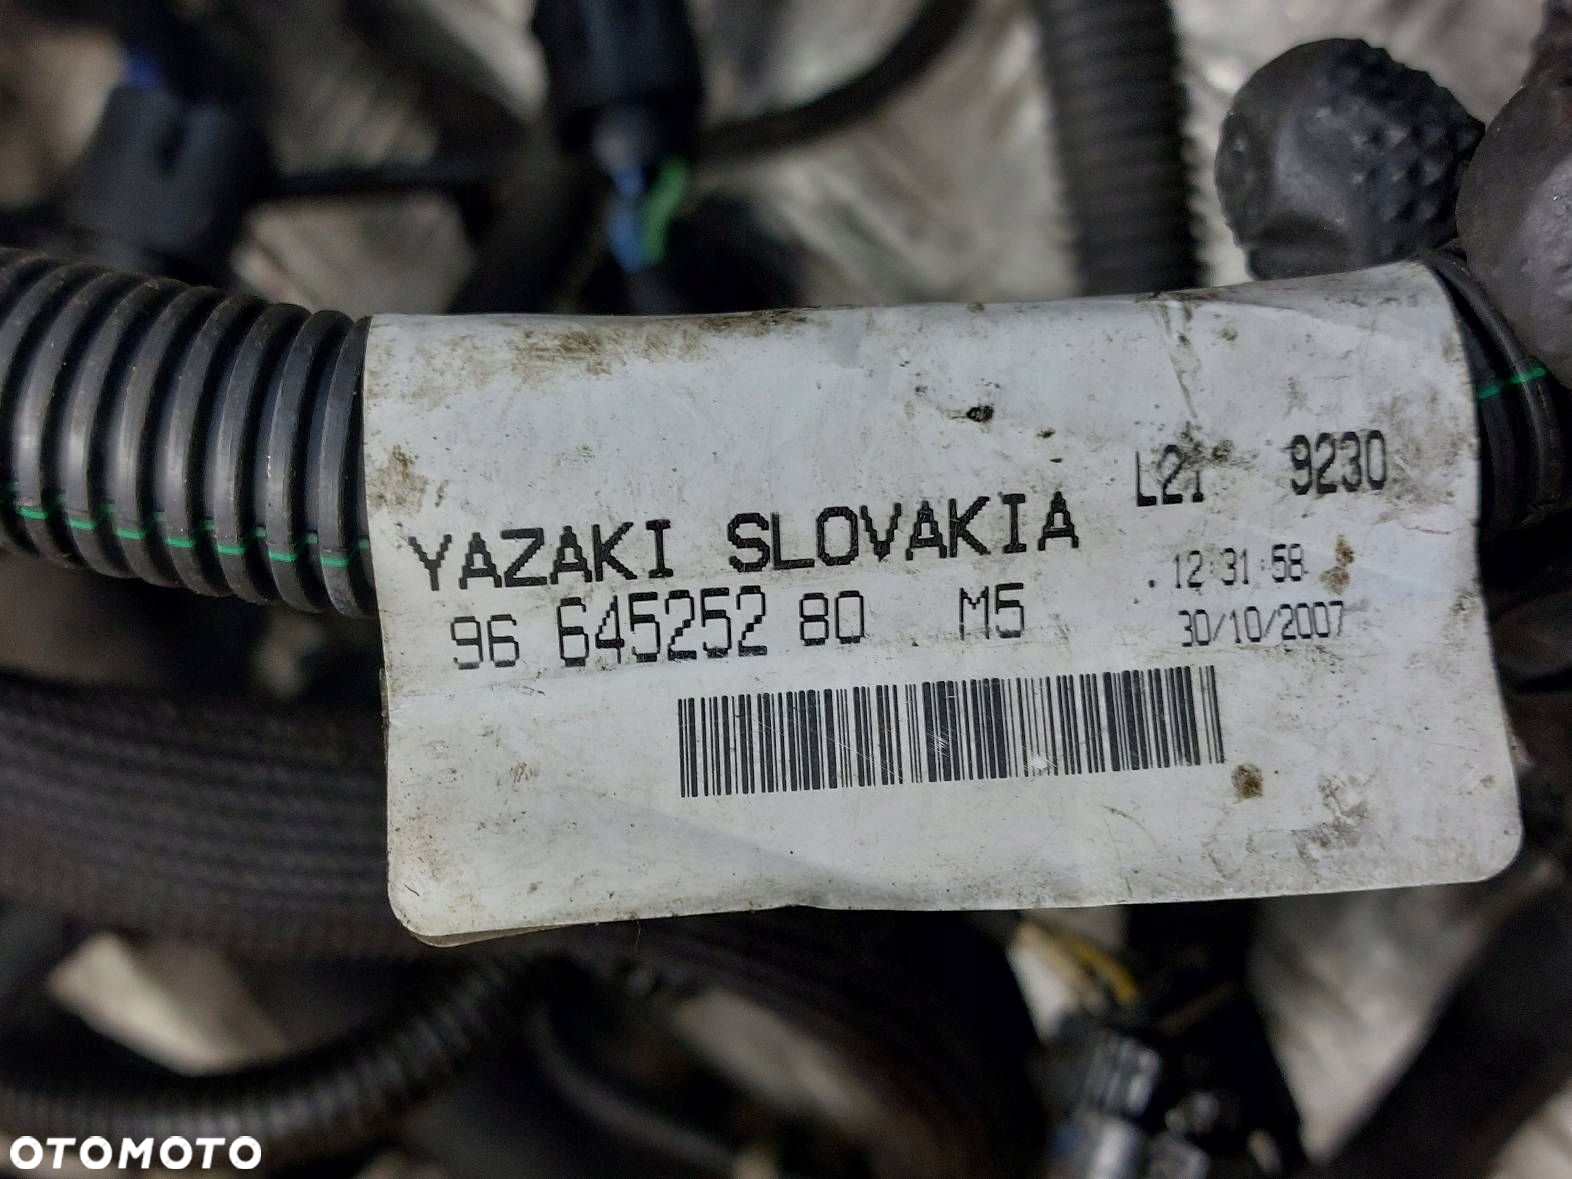 L21 9230
YAZAKI SLOVAKIA
. 12:31:58
96 645252 80 M5
30/10/2007
OTOMOTO